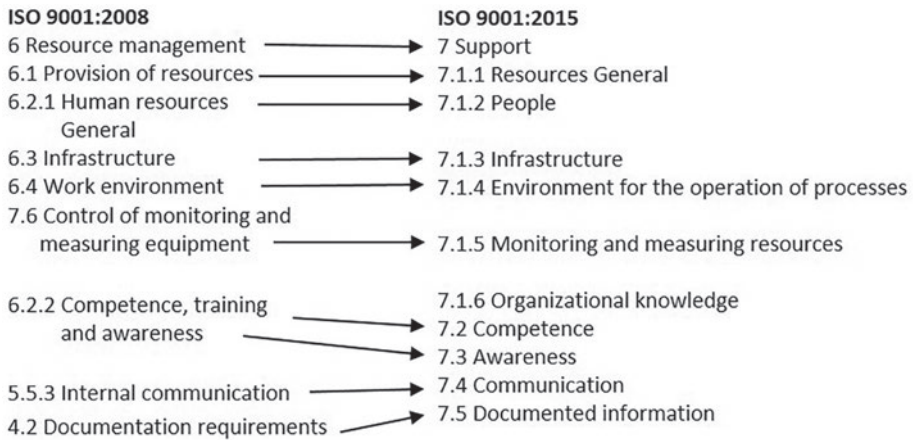 ISO 9001:2008
6 Resource management
6.1 Provision of resources
6.2.1 Human resources
General
6.3 Infrastructure
6.4 Work environment
7.6 Control of monitoring and
measuring equipment
6.2.2 Competence, training
and awareness
5.5.3 Internal communication
4.2 Documentation requirements
ISO 9001:2015
7 Support
7.1.1 Resources General
7.1.2 People
7.1.3 Infrastructure
7.1.4 Environment for the operation of processes
7.1.5 Monitoring and measuring resources
7.1.6 Organizational knowledge
7.2 Competence
7.3 Awareness
7.4 Communication
7.5 Documented information